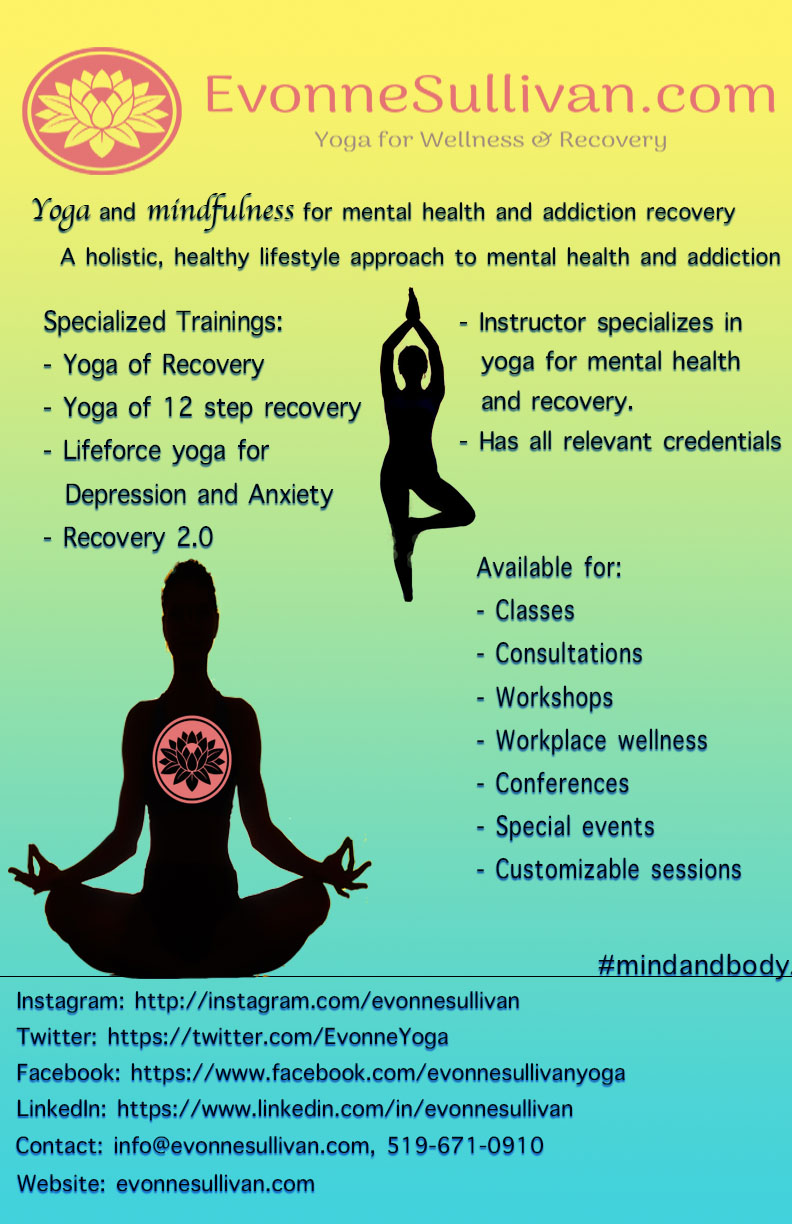 EvonneSullivan.com
Yoga for Wellness & Recovery
Yoga and mindfulness for mental health and addiction recovery
A holistic, healthy lifestyle approach to mental health and addiction
Specialized Trainings:
- Yoga of Recovery
- Yoga of 12 step recovery
- Lifeforce yoga for
Depression and Anxiety
- Recovery 2.0
- Instructor specializes in
yoga for mental health
and recovery.
- Has all relevant credentials
Available for:
- Classes
- Consultations
- Workshops
- Workplace wellness
- Conferences
- Special events
- Customizable sessions
#mindandbody.
Instagram: http://instagram.com/evonnesullivan
Twitter: https://twitter.com/EvonneYoga
Facebook: https://www.facebook.com/evonnesullivanyoga
LinkedIn: https://www.linkedin.com/in/evonnesullivan
Contact: info@evonnesullivan.com, 519-671-0910
Website: evonnesullivan.com